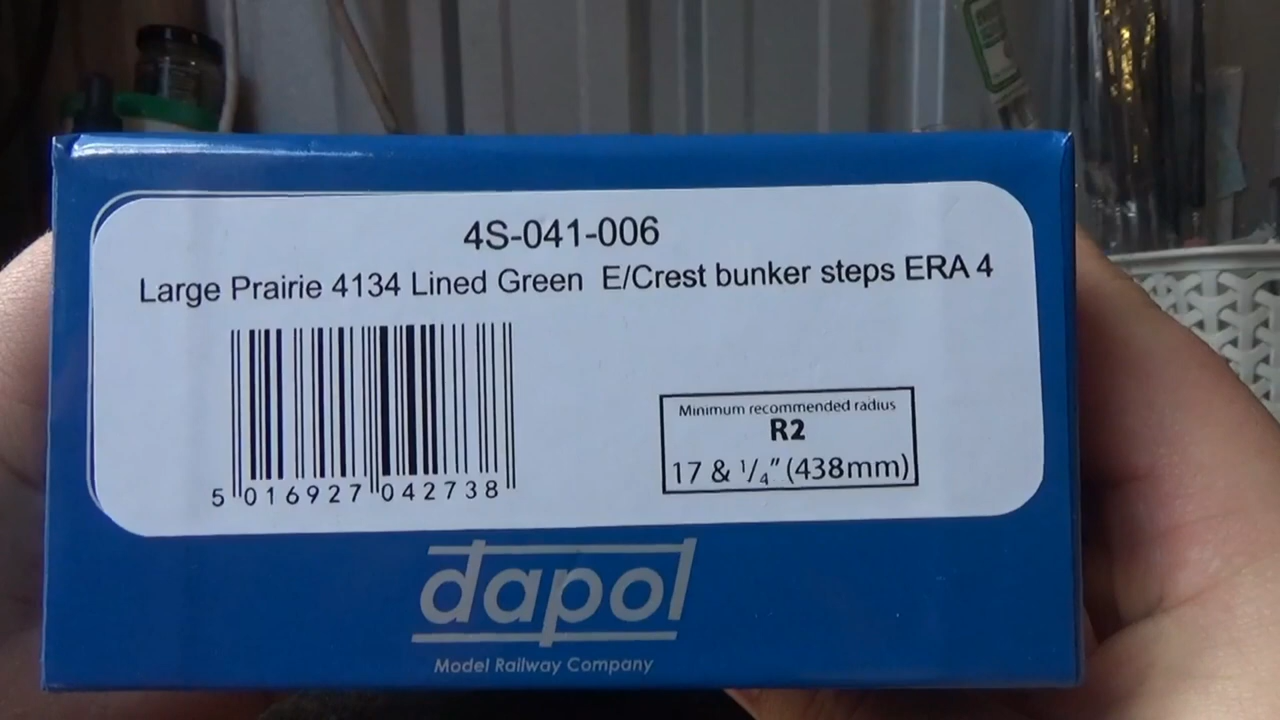 4S-041-006
Large Prairie 4134 Lined Green E/Crest bunker steps ERA 4
Minimum recommended radius
R2
17 & 1/4" (438mm)
5 016927 042738
dapol
Model Railway Company